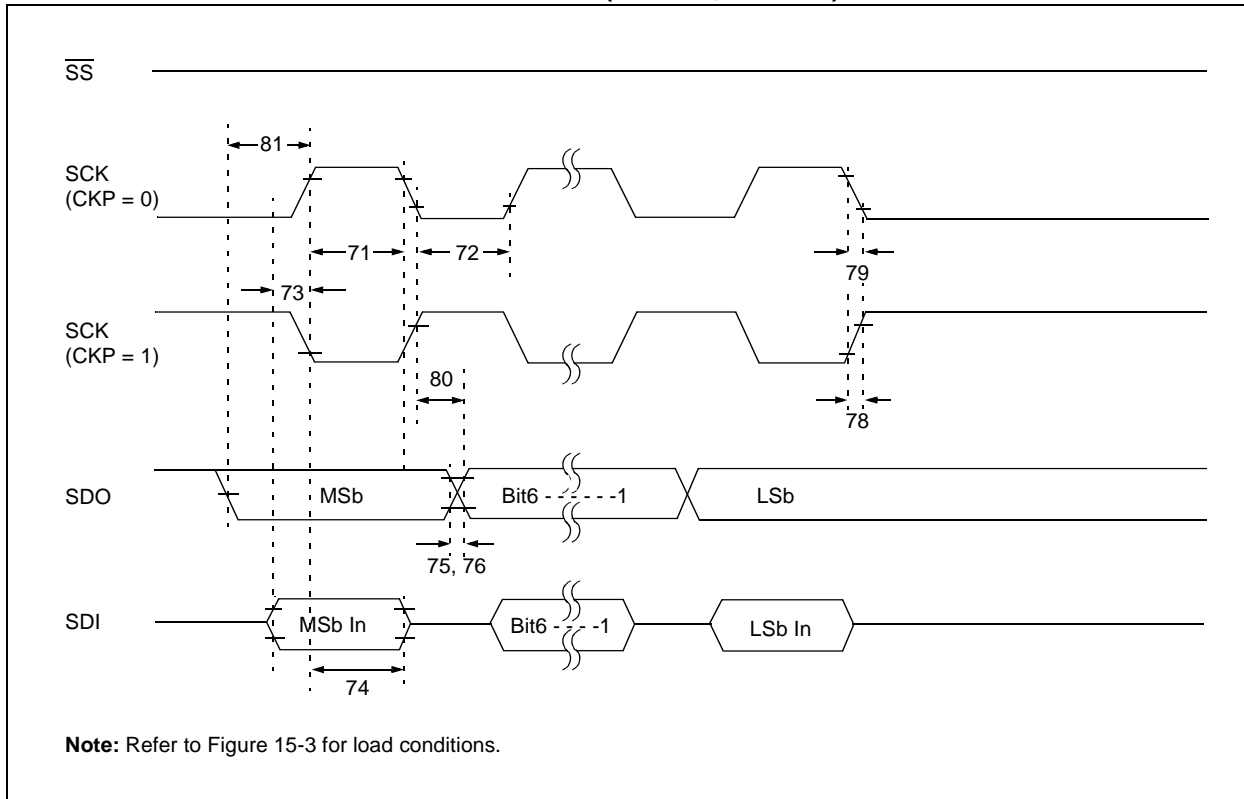 SS
81
SCK
(CKP = 0)
71
72
79
73
SCK
(CKP = 1)
80
78
SDO
MSb
Bit6 - - - - - -1
LSb
75, 76
SDI
MSb In
Bit6 - - - -1
LSb In
74
Note: Refer to Figure 15-3 for load conditions.